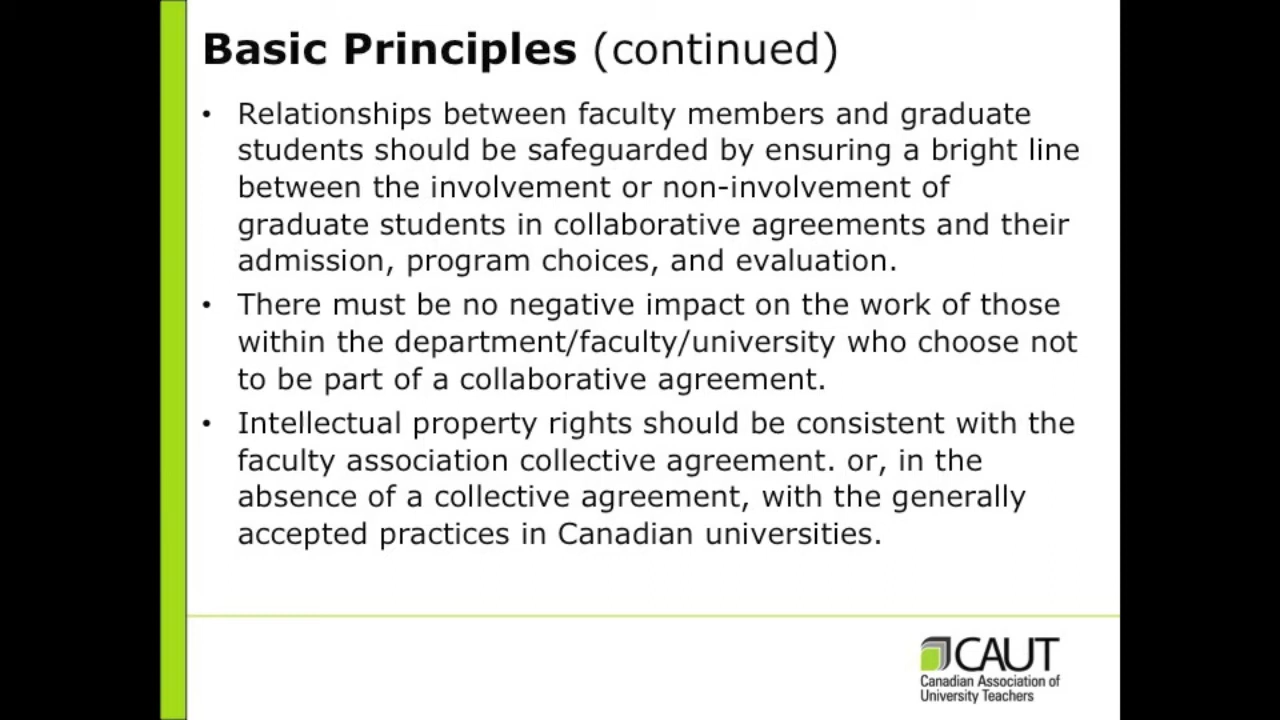 Basic Principles (continued)
• Relationships between faculty members and graduate
students should be safeguarded by ensuring a bright line
between the involvement or non-involvement of
graduate students in collaborative agreements and their
admission, program choices, and evaluation.
• There must be no negative impact on the work of those
within the department/faculty/university who choose not
to be part of a collaborative agreement.
• Intellectual property rights should be consistent with the
faculty association collective agreement. or, in the
absence of a collective agreement, with the generally
accepted practices in Canadian universities.
CAUT
Canadian Association of
University Teachers